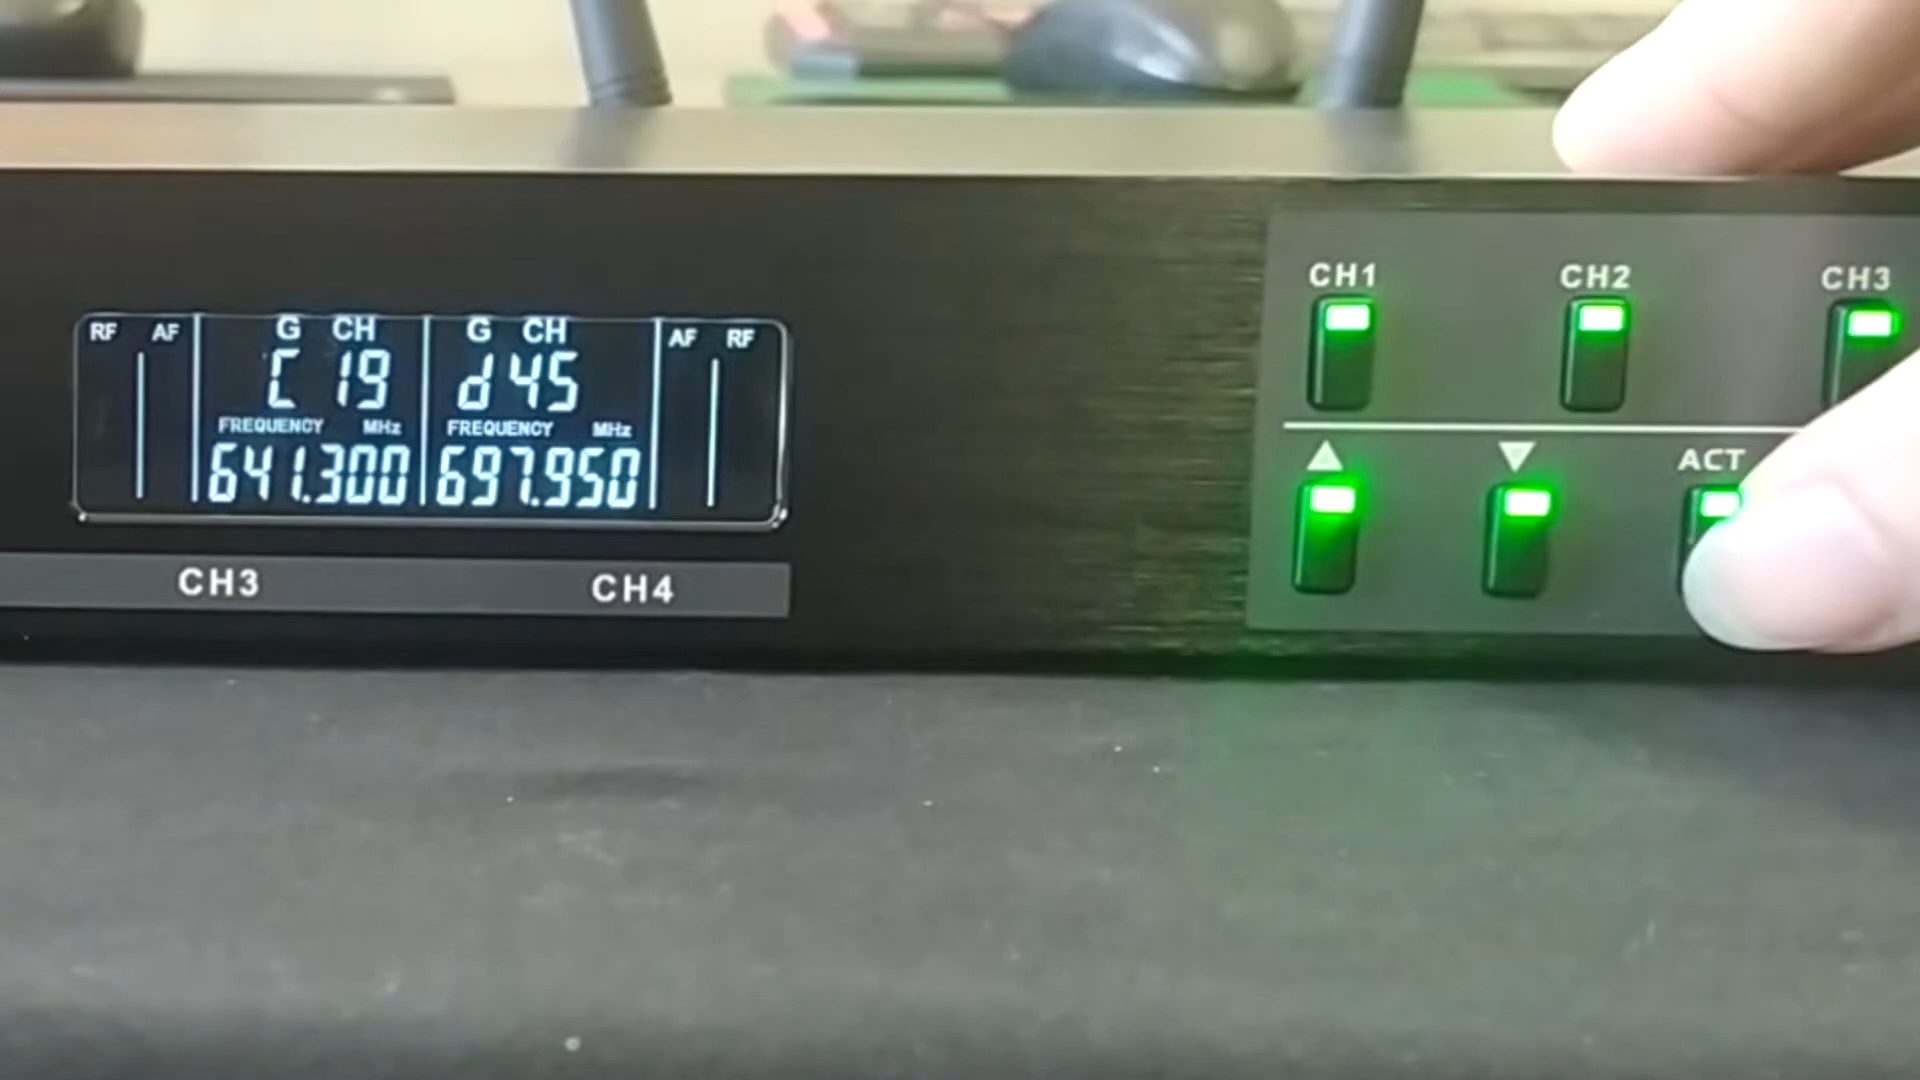 RF AF G CH G CH AF RF
C 19 d 45
FREQUENCY MHz FREQUENCY MHz
641.300 697.950
CH3 CH4
CH1 CH2 CH3
▲ ▼ ACT